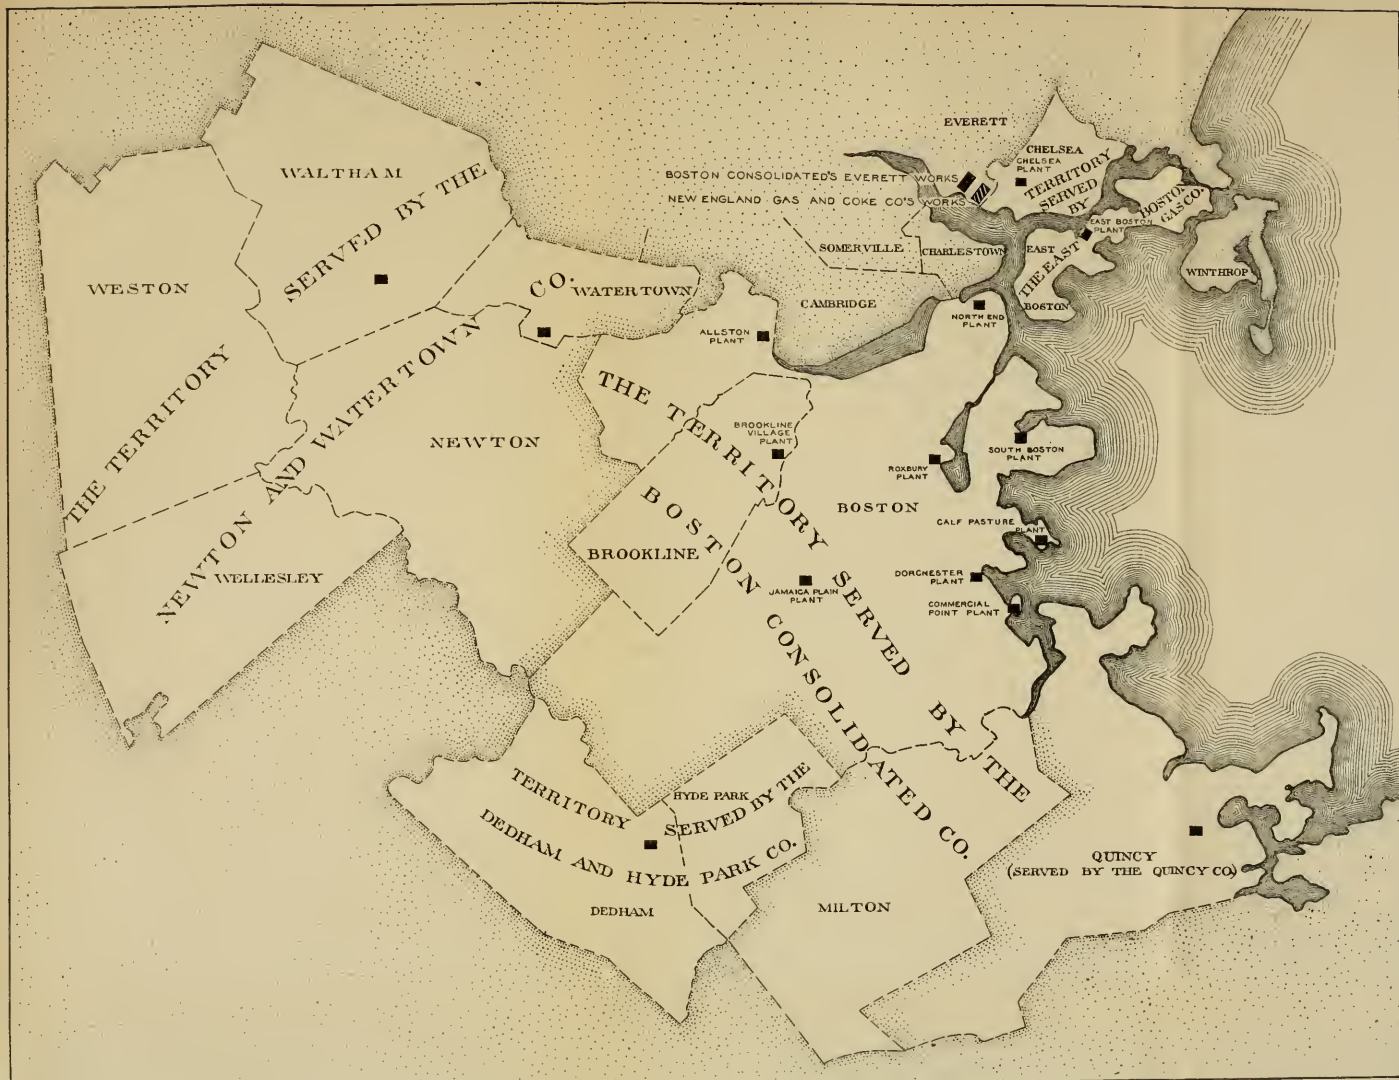 EVERETT
CHELSEA
CHELSEA
PLANT
TERRITORY
SERVED
BY
THE EAST
BOSTON
GAS CO.
EAST BOSTON
PLANT
EAST
BOSTON
WINTHROP
BOSTON CONSOLIDATED'S EVERETT WORKS
NEW ENGLAND GAS AND COKE CO'S WORKS
SOMERVILLE
CHARLESTOWN
CAMBRIDGE
NORTH END
PLANT
WALTHAM
WESTON
THE TERRITORY
SERVED BY THE
NEWTON AND WATERTOWN
CO.
WATERTOWN
NEWTON
WELLESLEY
ALLSTON
PLANT
THE TERRITORY SERVED BY THE
BOSTON CONSOLIDATED CO.
BROOKLINE
VILLAGE
PLANT
BROOKLINE
BOSTON
ROXBURY
PLANT
SOUTH BOSTON
PLANT
CALF PASTURE
PLANT
DORCHESTER
PLANT
COMMERCIAL
POINT PLANT
JAMAICA PLAIN
PLANT
TERRITORY
SERVED BY THE
DEDHAM AND HYDE PARK CO.
HYDE PARK
DEDHAM
MILTON
QUINCY
(SERVED BY THE QUINCY CO.)